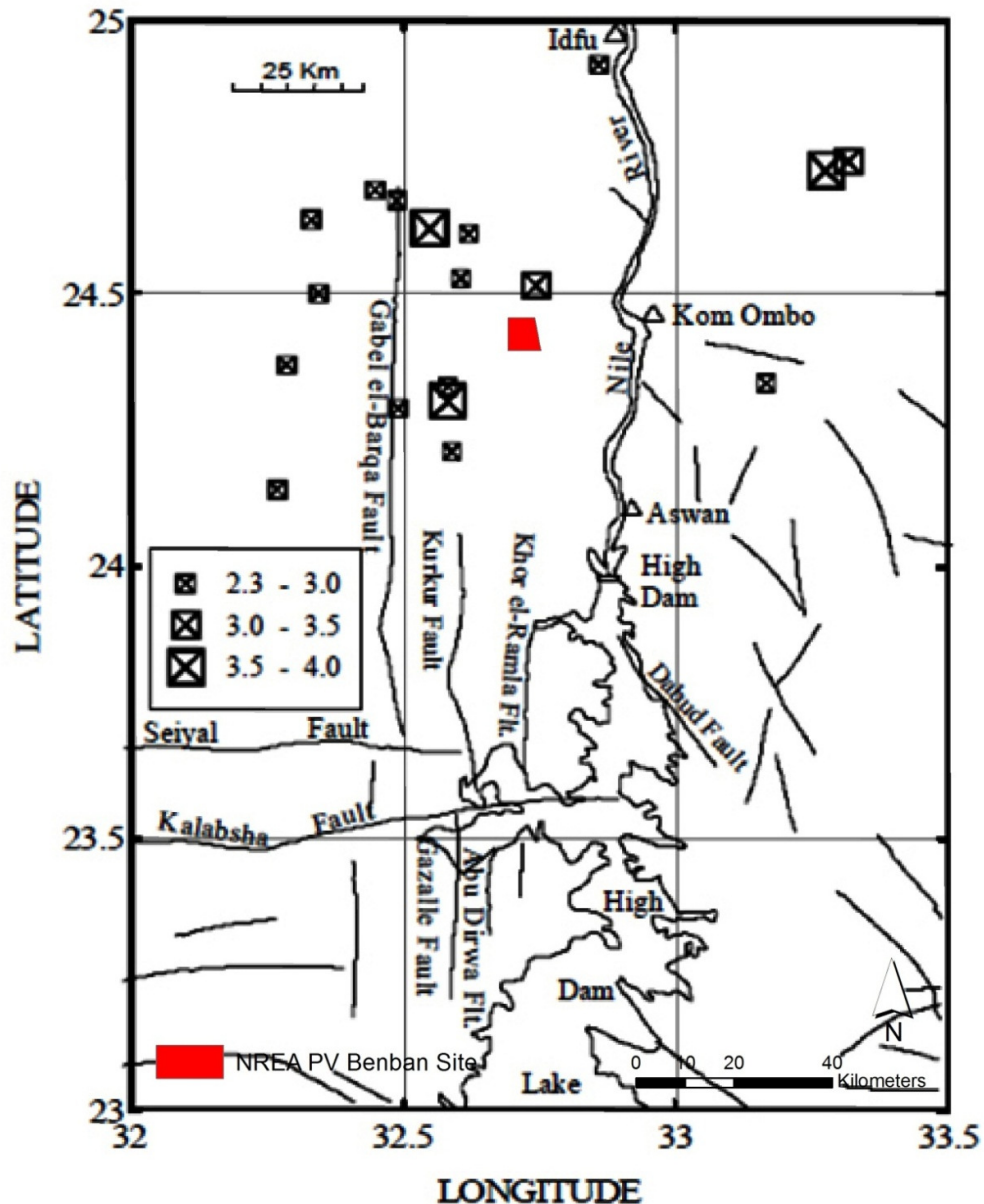 25
Idfu
25 Km
River
24.5
Kom Ombo
Gabel el-Barqa Fault
Nile
Aswan
LATITUDE
24
High
Dam
Kurkur Fault
Khor el-Ramla Flt.
2.3 - 3.0
3.0 - 3.5
3.5 - 4.0
Dabud Fault
Seiyal Fault
Kalabsha Fault
23.5
Gazalle Fault
Abu Dirwa Flt.
High
Dam
N
NREA PV Benban Site
0 10 20 40
Kilometers
Lake
23
32 32.5 33 33.5
LONGITUDE